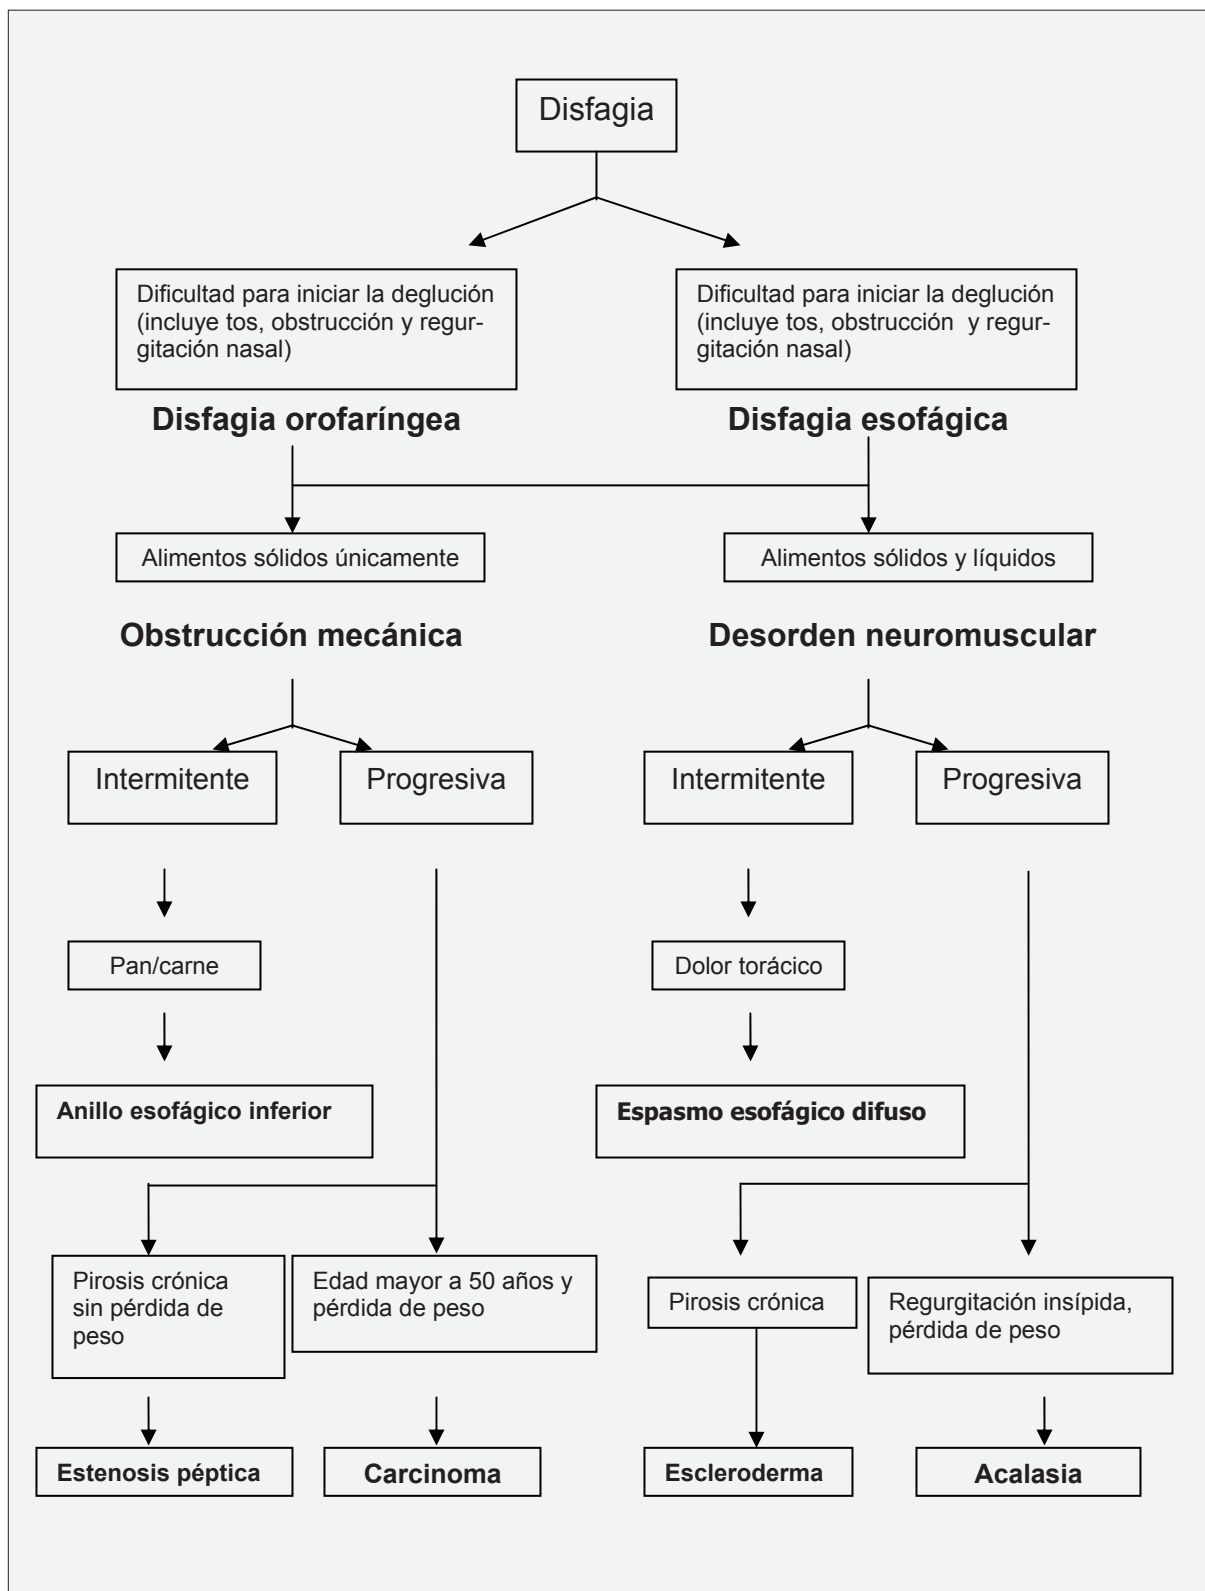 Disfagia
Dificultad para iniciar la deglución
(incluye tos, obstrucción y regur-
gitación nasal)
Dificultad para iniciar la deglución
(incluye tos, obstrucción y regur-
gitación nasal)
Disfagia orofaríngea
Disfagia esofágica
Alimentos sólidos únicamente
Alimentos sólidos y líquidos
Obstrucción mecánica
Desorden neuromuscular
Intermitente
Progresiva
Intermitente
Progresiva
Pan/carne
Dolor torácico
Anillo esofágico inferior
Espasmo esofágico difuso
Pirosis crónica
sin pérdida de
peso
Edad mayor a 50 años y
pérdida de peso
Pirosis crónica
Regurgitación insípida,
pérdida de peso
Estenosis péptica
Carcinoma
Escleroderma
Acalasia